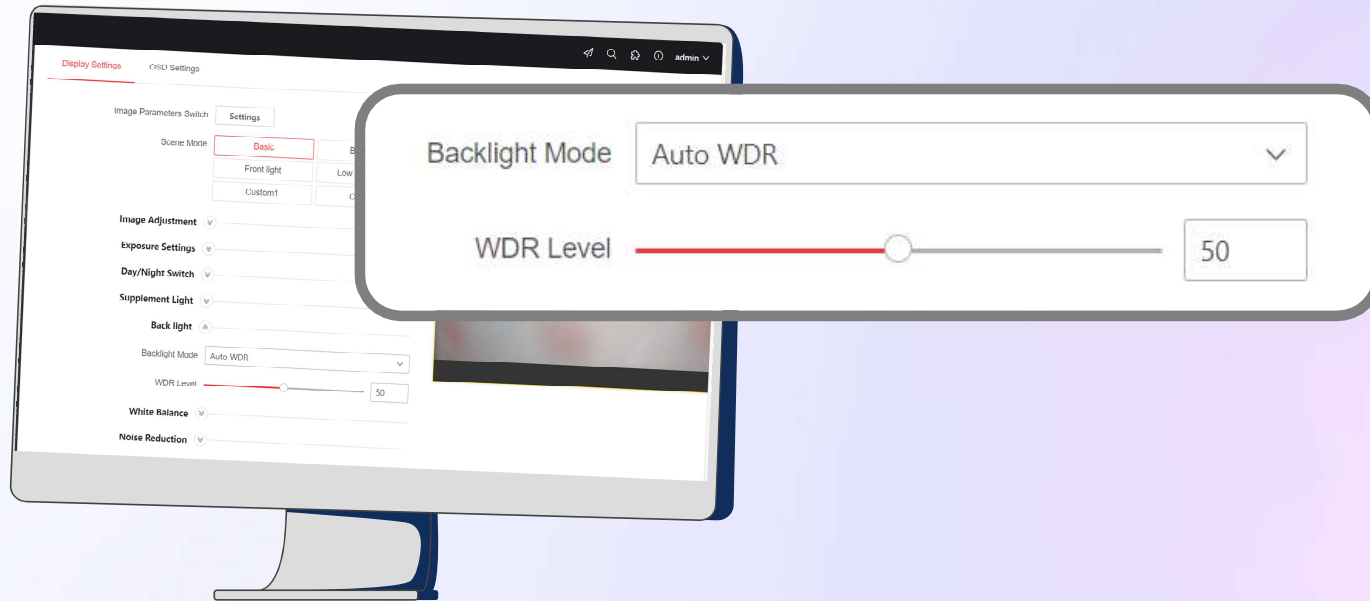 admin
Display Settings
OSD Settings
Image Parameters Switch
Settings
Scene Mode
Basic
Front light
Low
Custom1
Image Adjustment
Exposure Settings
Day/Night Switch
Supplement Light
Back light
Backlight Mode
Auto WDR
WDR Level
50
White Balance
Noise Reduction
Backlight Mode
Auto WDR
WDR Level
50